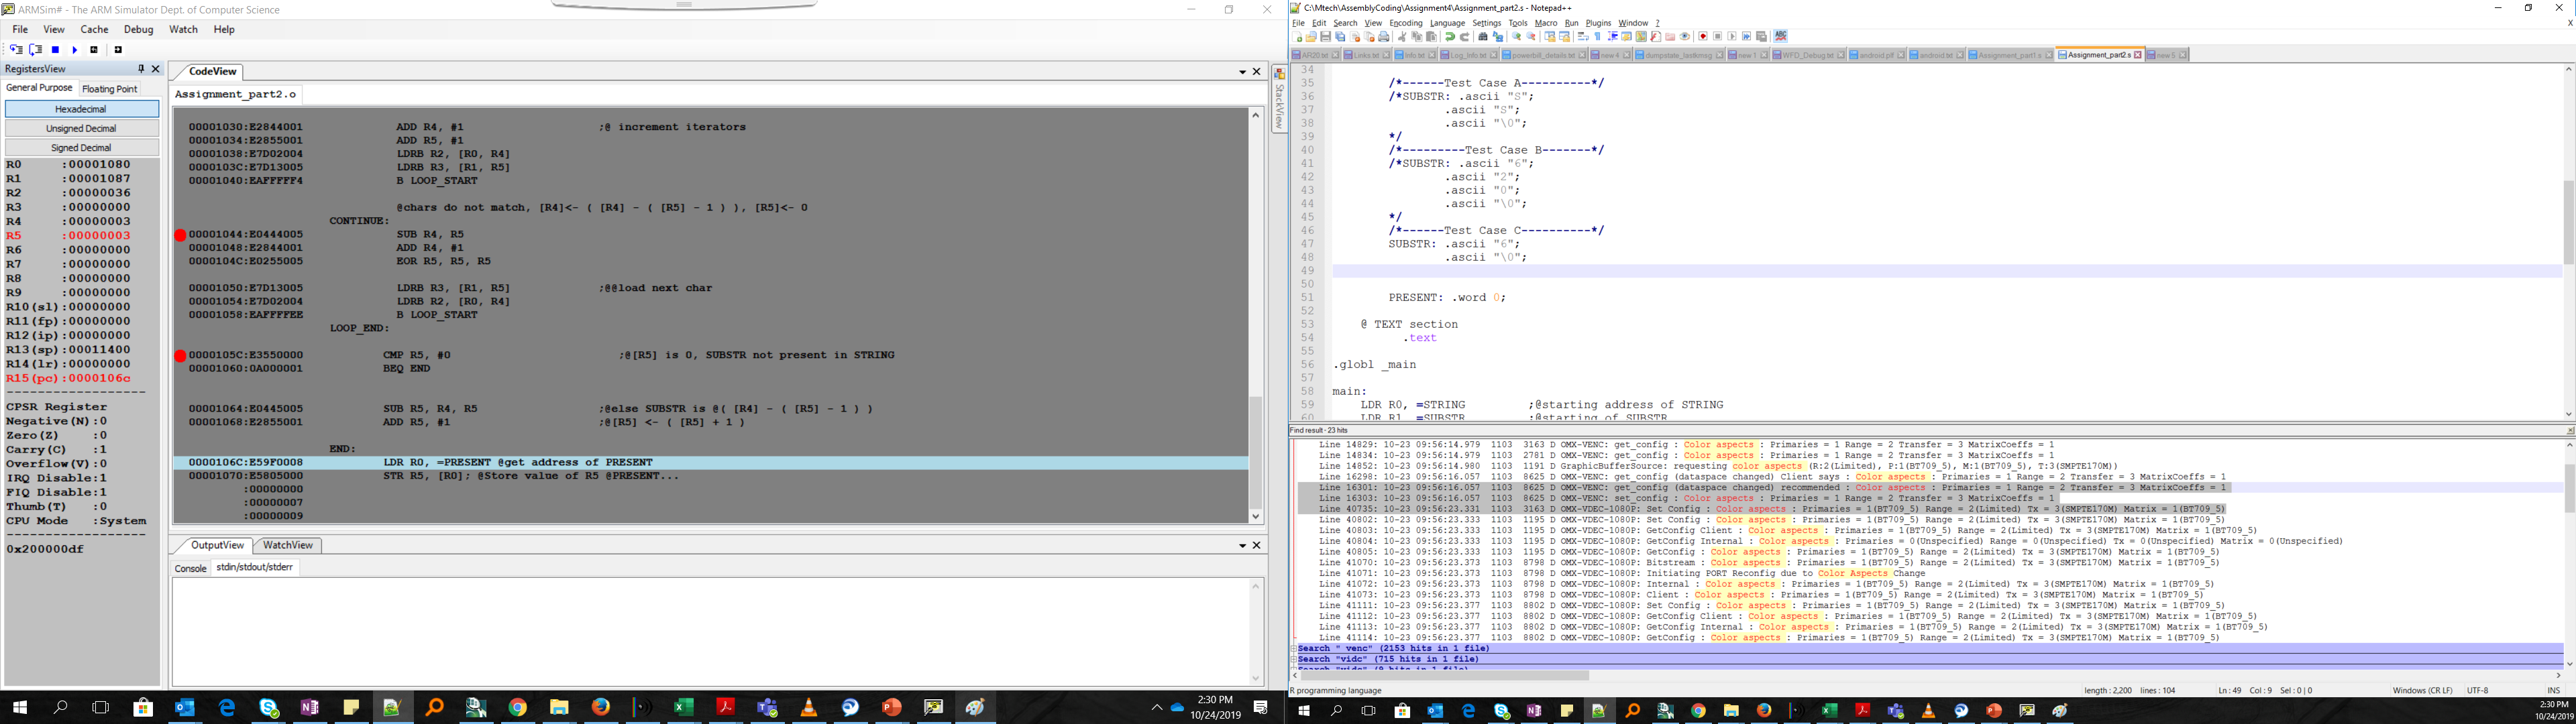 ARMSim# - The ARM Simulator Dept. of Computer Science
File View Cache Debug Watch Help
RegistersView
General Purpose Floating Point
Hexadecimal
Unsigned Decimal
Signed Decimal
R0 :00001080
R1 :00001087
R2 :00000036
R3 :00000000
R4 :00000003
R5 :00000003
R6 :00000000
R7 :00000000
R8 :00000000
R9 :00000000
R10(sl):00000000
R11(fp):00000000
R12(ip):00000000
R13(sp):00011400
R14(lr):00000000
R15(pc):0000106c
--------------------
CPSR Register
Negative(N):0
Zero(Z) :0
Carry(C) :1
Overflow(V):0
IRQ Disable:1
FIQ Disable:1
Thumb(T) :0
CPU Mode :System
--------------------
0x200000df
CodeView
Assignment_part2.o
00001030:E2844001 ADD R4, #1 ;@ increment iterators
00001034:E2855001 ADD R5, #1
00001038:E7D02004 LDRB R2, [R0, R4]
0000103C:E7D13005 LDRB R3, [R1, R5]
00001040:EAFFFFF4 B LOOP_START
@chars do not match, [R4]<- ( [R4] - ( [R5] - 1 ) ), [R5]<- 0
CONTINUE:
00001044:E0444005 SUB R4, R5
00001048:E2844001 ADD R4, #1
0000104C:E0255005 EOR R5, R5, R5
00001050:E7D13005 LDRB R3, [R1, R5] ;@@load next char
00001054:E7D02004 LDRB R2, [R0, R4]
00001058:EAFFFFEE B LOOP_START
LOOP_END:
0000105C:E3550000 CMP R5, #0 ;@[R5] is 0, SUBSTR not present in STRING
00001060:0A000001 BEQ END
00001064:E0445005 SUB R5, R4, R5 ;@else SUBSTR is @( [R4] - ( [R5] - 1 ) )
00001068:E2855001 ADD R5, #1 ;@[R5] <- ( [R5] + 1 )
END:
0000106C:E59F0008 LDR R0, =PRESENT @get address of PRESENT
00001070:E5805000 STR R5, [R0]; @Store value of R5 @PRESENT...
:00000000
:00000007
:00000009
StackView
OutputView WatchView
Console stdin/stdout/stderr
2:30 PM
10/24/2019
C:\Mtech\AssemblyCoding\Assignment4\Assignment_part2.s - Notepad++
File Edit Search View Encoding Language Settings Tools Macro Run Plugins Window ?
AR20.txt Links.txt Info.txt Log_Info.txt powerbill_details.txt new 4 dumpstate_lastkmsg new 1 WFD_Debug.txt android.pif android.txt Assignment_part1.s Assignment_part2.s new 5
34
35 /*------Test Case A----------*/
36 /*SUBSTR: .ascii "S";
37 .ascii "S";
38 .ascii "\0";
39 */
40 /*---------Test Case B-------*/
41 /*SUBSTR: .ascii "6";
42 .ascii "2";
43 .ascii "0";
44 .ascii "\0";
45 */
46 /*------Test Case C----------*/
47 SUBSTR: .ascii "6";
48 .ascii "\0";
49
50
51 PRESENT: .word 0;
52
53 @ TEXT section
54 .text
55
56 .globl _main
57
58 main:
59 LDR R0, =STRING ;@starting address of STRING
60 LDR R1, =SUBSTR ;@starting of SUBSTR
Find result - 23 hits
Line 14829: 10-23 09:56:14.979 1103 3163 D OMX-VENC: get_config : Color aspects : Primaries = 1 Range = 2 Transfer = 3 MatrixCoeffs = 1
Line 14834: 10-23 09:56:14.979 1103 2781 D OMX-VENC: get_config : Color aspects : Primaries = 1 Range = 2 Transfer = 3 MatrixCoeffs = 1
Line 14852: 10-23 09:56:14.980 1103 1191 D GraphicBufferSource: requesting color aspects (R:2(Limited), P:1(BT709_5), M:1(BT709_5), T:3(SMPTE170M))
Line 16298: 10-23 09:56:16.057 1103 8625 D OMX-VENC: get_config (dataspace changed) Client says : Color aspects : Primaries = 1 Range = 2 Transfer = 3 MatrixCoeffs = 1
Line 16301: 10-23 09:56:16.057 1103 8625 D OMX-VENC: get_config (dataspace changed) recommended : Color aspects : Primaries = 1 Range = 2 Transfer = 3 MatrixCoeffs = 1
Line 16303: 10-23 09:56:16.057 1103 8625 D OMX-VENC: set_config : Color aspects : Primaries = 1 Range = 2 Transfer = 3 MatrixCoeffs = 1
Line 40735: 10-23 09:56:23.331 1103 3163 D OMX-VDEC-1080P: Set Config : Color aspects : Primaries = 1(BT709_5) Range = 2(Limited) Tx = 3(SMPTE170M) Matrix = 1(BT709_5)
Line 40802: 10-23 09:56:23.333 1103 1195 D OMX-VDEC-1080P: Set Config : Color aspects : Primaries = 1(BT709_5) Range = 2(Limited) Tx = 3(SMPTE170M) Matrix = 1(BT709_5)
Line 40803: 10-23 09:56:23.333 1103 1195 D OMX-VDEC-1080P: GetConfig Client : Color aspects : Primaries = 1(BT709_5) Range = 2(Limited) Tx = 3(SMPTE170M) Matrix = 1(BT709_5)
Line 40804: 10-23 09:56:23.333 1103 1195 D OMX-VDEC-1080P: GetConfig Internal : Color aspects : Primaries = 0(Unspecified) Range = 0(Unspecified) Tx = 0(Unspecified) Matrix = 0(Unspecified)
Line 40805: 10-23 09:56:23.333 1103 1195 D OMX-VDEC-1080P: GetConfig : Color aspects : Primaries = 1(BT709_5) Range = 2(Limited) Tx = 3(SMPTE170M) Matrix = 1(BT709_5)
Line 41070: 10-23 09:56:23.377 1103 8798 D OMX-VDEC-1080P: Bitstream : Color aspects : Primaries = 1(BT709_5) Range = 2(Limited) Tx = 3(SMPTE170M) Matrix = 1(BT709_5)
Line 41071: 10-23 09:56:23.377 1103 8798 D OMX-VDEC-1080P: Initiating PORT Reconfig due to Color Aspects Change
Line 41072: 10-23 09:56:23.377 1103 8798 D OMX-VDEC-1080P: Internal : Color aspects : Primaries = 1(BT709_5) Range = 2(Limited) Tx = 3(SMPTE170M) Matrix = 1(BT709_5)
Line 41073: 10-23 09:56:23.377 1103 8798 D OMX-VDEC-1080P: Client : Color aspects : Primaries = 1(BT709_5) Range = 2(Limited) Tx = 3(SMPTE170M) Matrix = 1(BT709_5)
Line 41111: 10-23 09:56:23.377 1103 8802 D OMX-VDEC-1080P: Set Config : Color aspects : Primaries = 1(BT709_5) Range = 2(Limited) Tx = 3(SMPTE170M) Matrix = 1(BT709_5)
Line 41112: 10-23 09:56:23.377 1103 8802 D OMX-VDEC-1080P: GetConfig Client : Color aspects : Primaries = 1(BT709_5) Range = 2(Limited) Tx = 3(SMPTE170M) Matrix = 1(BT709_5)
Line 41113: 10-23 09:56:23.377 1103 8802 D OMX-VDEC-1080P: GetConfig Internal : Color aspects : Primaries = 1(BT709_5) Range = 2(Limited) Tx = 3(SMPTE170M) Matrix = 1(BT709_5)
Line 41114: 10-23 09:56:23.377 1103 8802 D OMX-VDEC-1080P: GetConfig : Color aspects : Primaries = 1(BT709_5) Range = 2(Limited) Tx = 3(SMPTE170M) Matrix = 1(BT709_5)
Search " venc" (2153 hits in 1 file)
Search "vidc" (715 hits in 1 file)
R programming language length : 2,200 lines : 104 Ln : 49 Col : 9 Sel : 0 | 0 Windows (CR LF) UTF-8 INS
2:30 PM
10/24/2019